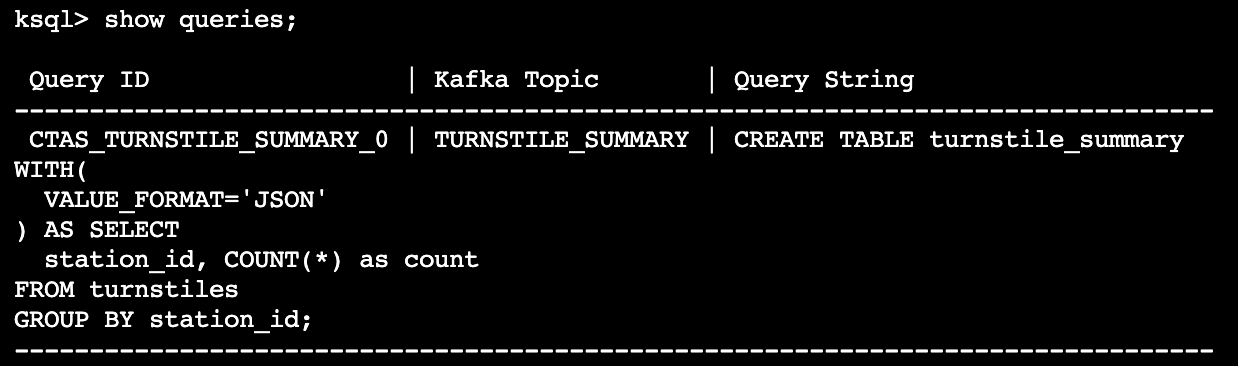 ksql> show queries;
 Query ID                 | Kafka Topic       | Query String
--------------------------------------------------------------------------------
 CTAS_TURNSTILE_SUMMARY_0 | TURNSTILE_SUMMARY | CREATE TABLE turnstile_summary
WITH(
  VALUE_FORMAT='JSON'
) AS SELECT
  station_id, COUNT(*) as count
FROM turnstiles
GROUP BY station_id;
--------------------------------------------------------------------------------